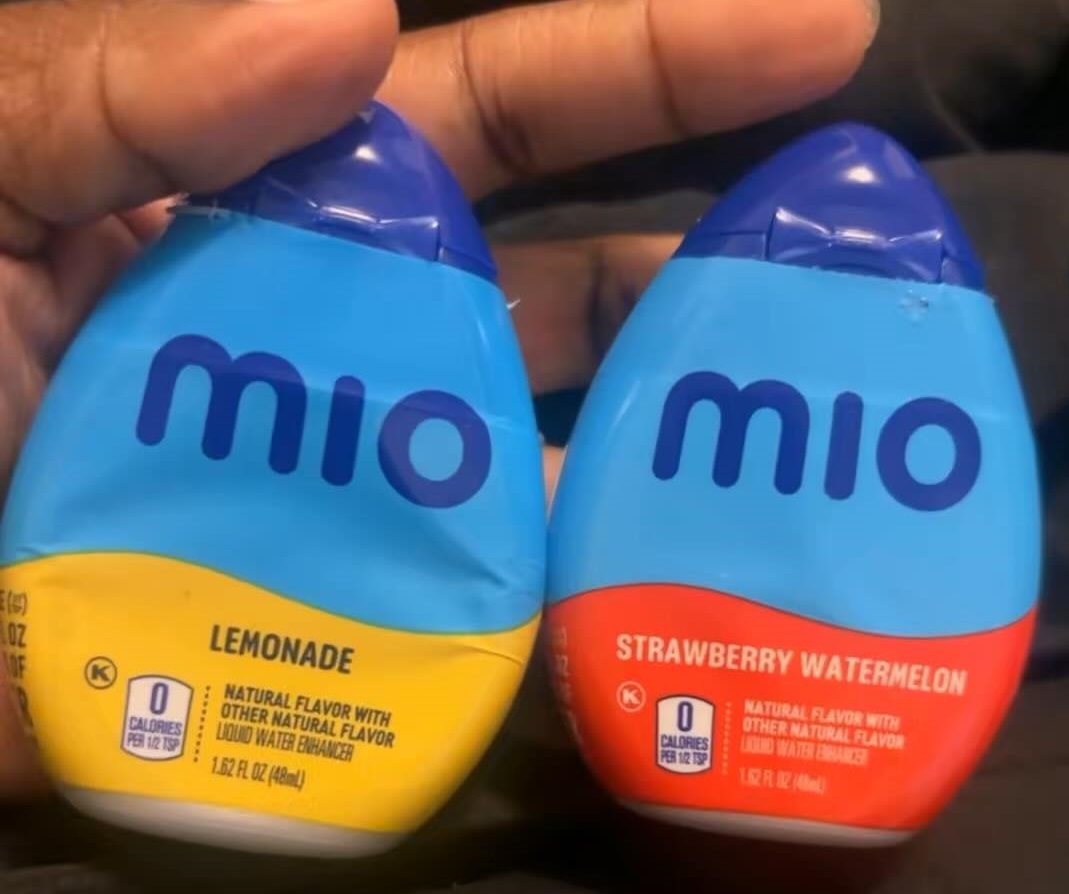 mio
LEMONADE
K
0
CALORIES
PER 1/2 TSP
NATURAL FLAVOR WITH
OTHER NATURAL FLAVOR
LIQUID WATER ENHANCER
1.62 FL OZ (48mL)
OZ
OF
mio
STRAWBERRY WATERMELON
K
0
CALORIES
PER 1/2 TSP
NATURAL FLAVOR WITH
OTHER NATURAL FLAVOR
LIQUID WATER ENHANCER
1.62 FL OZ (48mL)